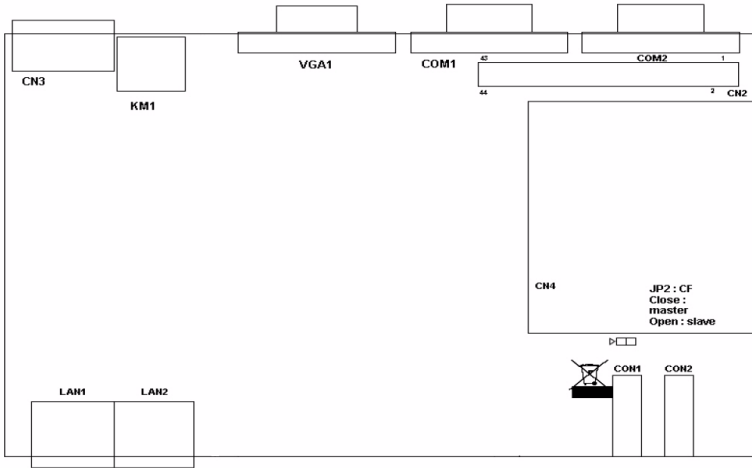 VGA1
COM1
43
COM2
1
CN3
44
2
CN2
KM1
CN4
JP2 : CF
Close :
master
Open : slave
LAN1
LAN2
CON1
CON2